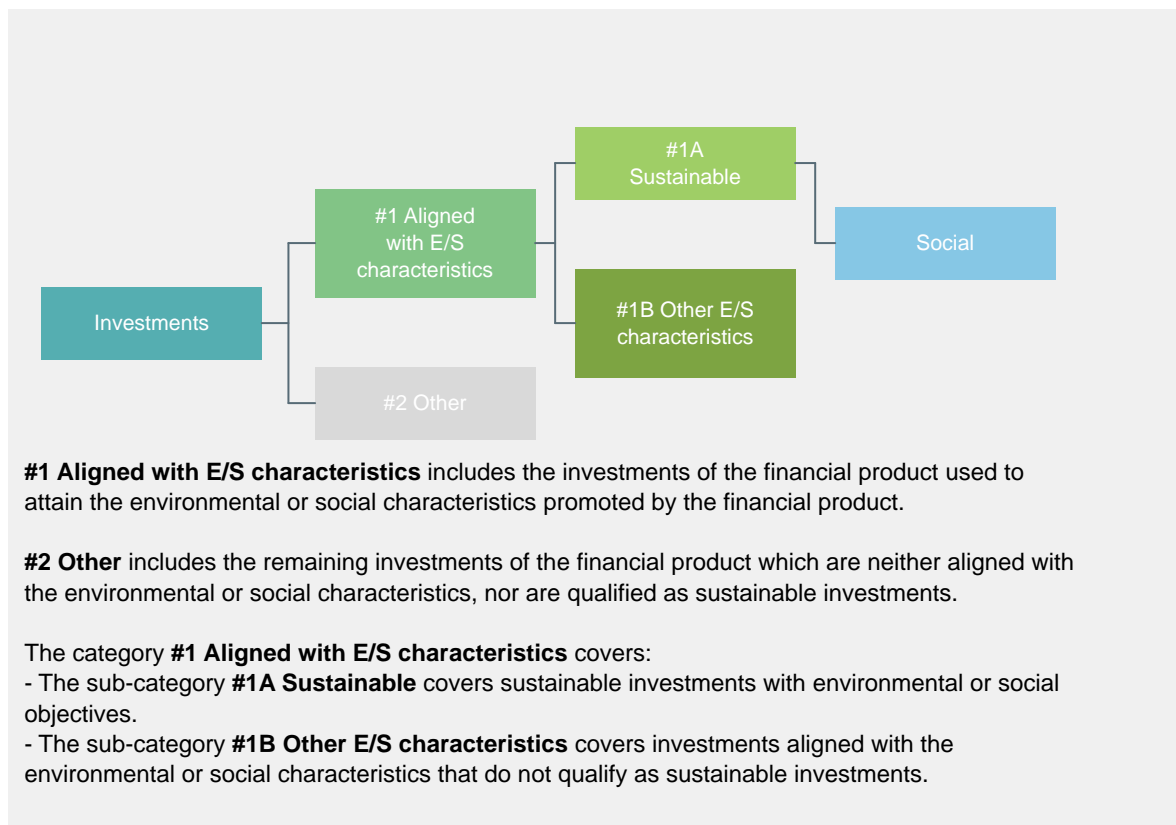 #1A
Sustainable
#1 Aligned
with E/S
characteristics
Social
Investments
#1B Other E/S
characteristics
#2 Other
#1 Aligned with E/S characteristics includes the investments of the financial product used to
attain the environmental or social characteristics promoted by the financial product.
#2 Other includes the remaining investments of the financial product which are neither aligned with
the environmental or social characteristics, nor are qualified as sustainable investments.
The category #1 Aligned with E/S characteristics covers:
- The sub-category #1A Sustainable covers sustainable investments with environmental or social
objectives.
- The sub-category #1B Other E/S characteristics covers investments aligned with the
environmental or social characteristics that do not qualify as sustainable investments.